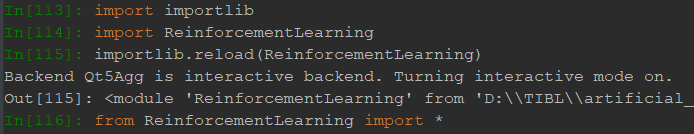 In[113]: import importlib
In[114]: import ReinforcementLearning
In[115]: importlib.reload(ReinforcementLearning)
Backend Qt5Agg is interactive backend. Turning interactive mode on.
Out[115]: <module 'ReinforcementLearning' from 'D:\\TIBL\\artificial_
In[116]: from ReinforcementLearning import *